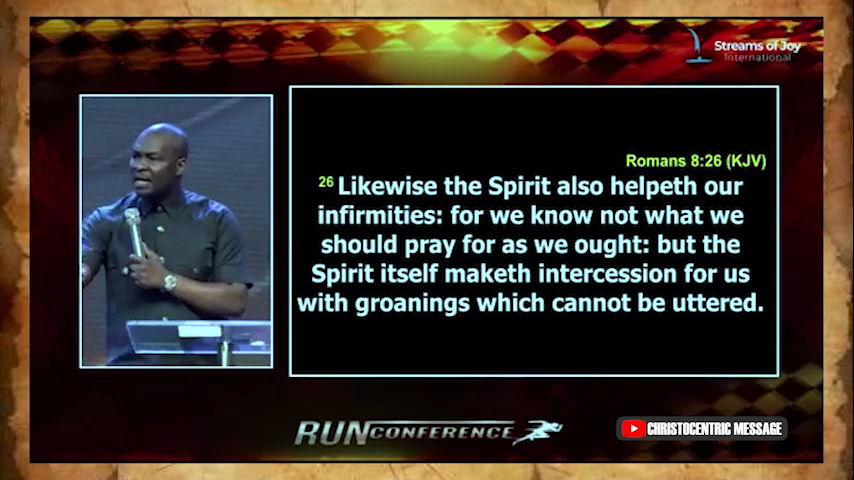 Streams of Joy
International
Romans 8:26 (KJV)
26 Likewise the Spirit also helpeth our
infirmities: for we know not what we
should pray for as we ought: but the
Spirit itself maketh intercession for us
with groanings which cannot be uttered.
RUN CONFERENCE
CHRISTOCENTRIC MESSAGE